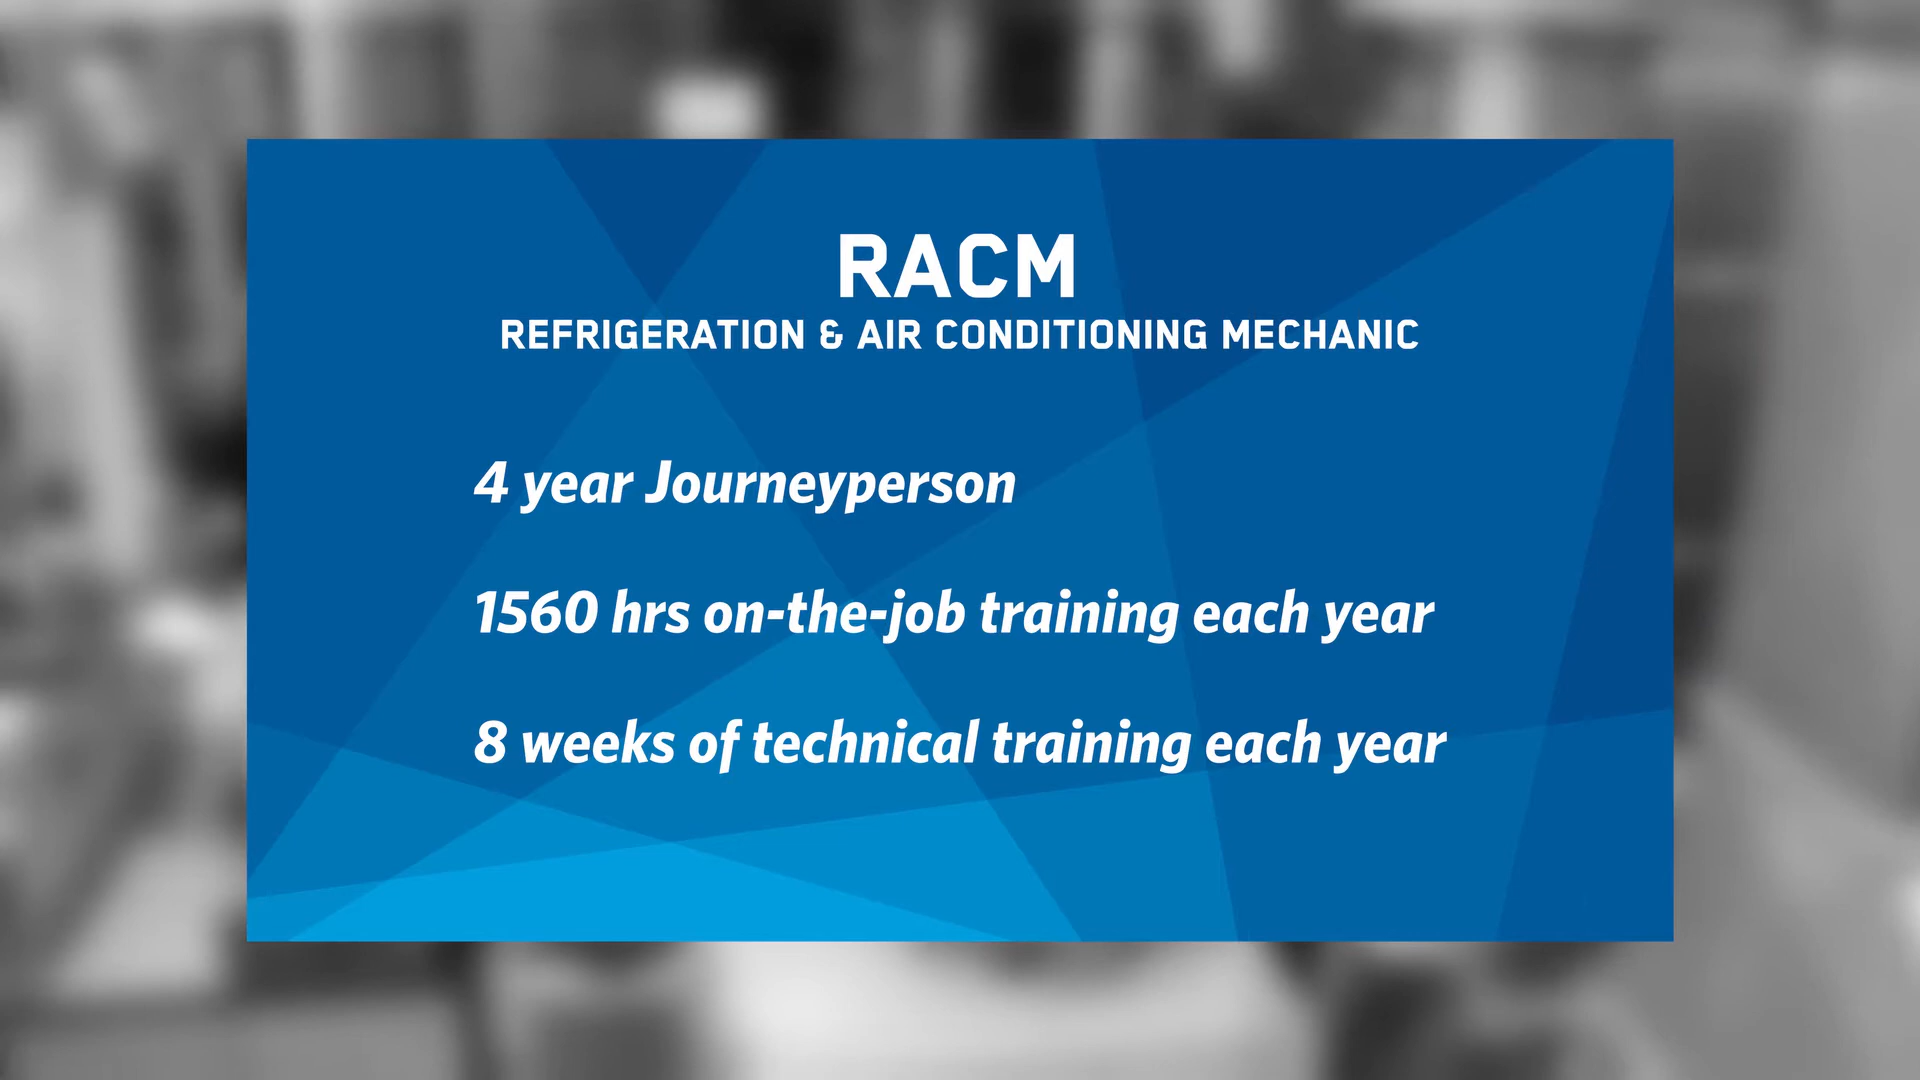 RACM
REFRIGERATION & AIR CONDITIONING MECHANIC
4 year Journeyperson
1560 hrs on-the-job training each year
8 weeks of technical training each year